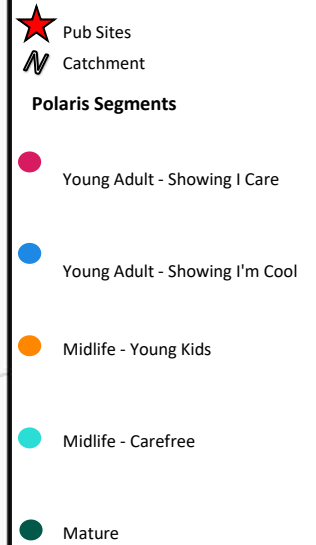 Pub Sites
Catchment
Polaris Segments
Young Adult - Showing I Care
Young Adult - Showing I'm Cool
Midlife - Young Kids
Midlife - Carefree
Mature